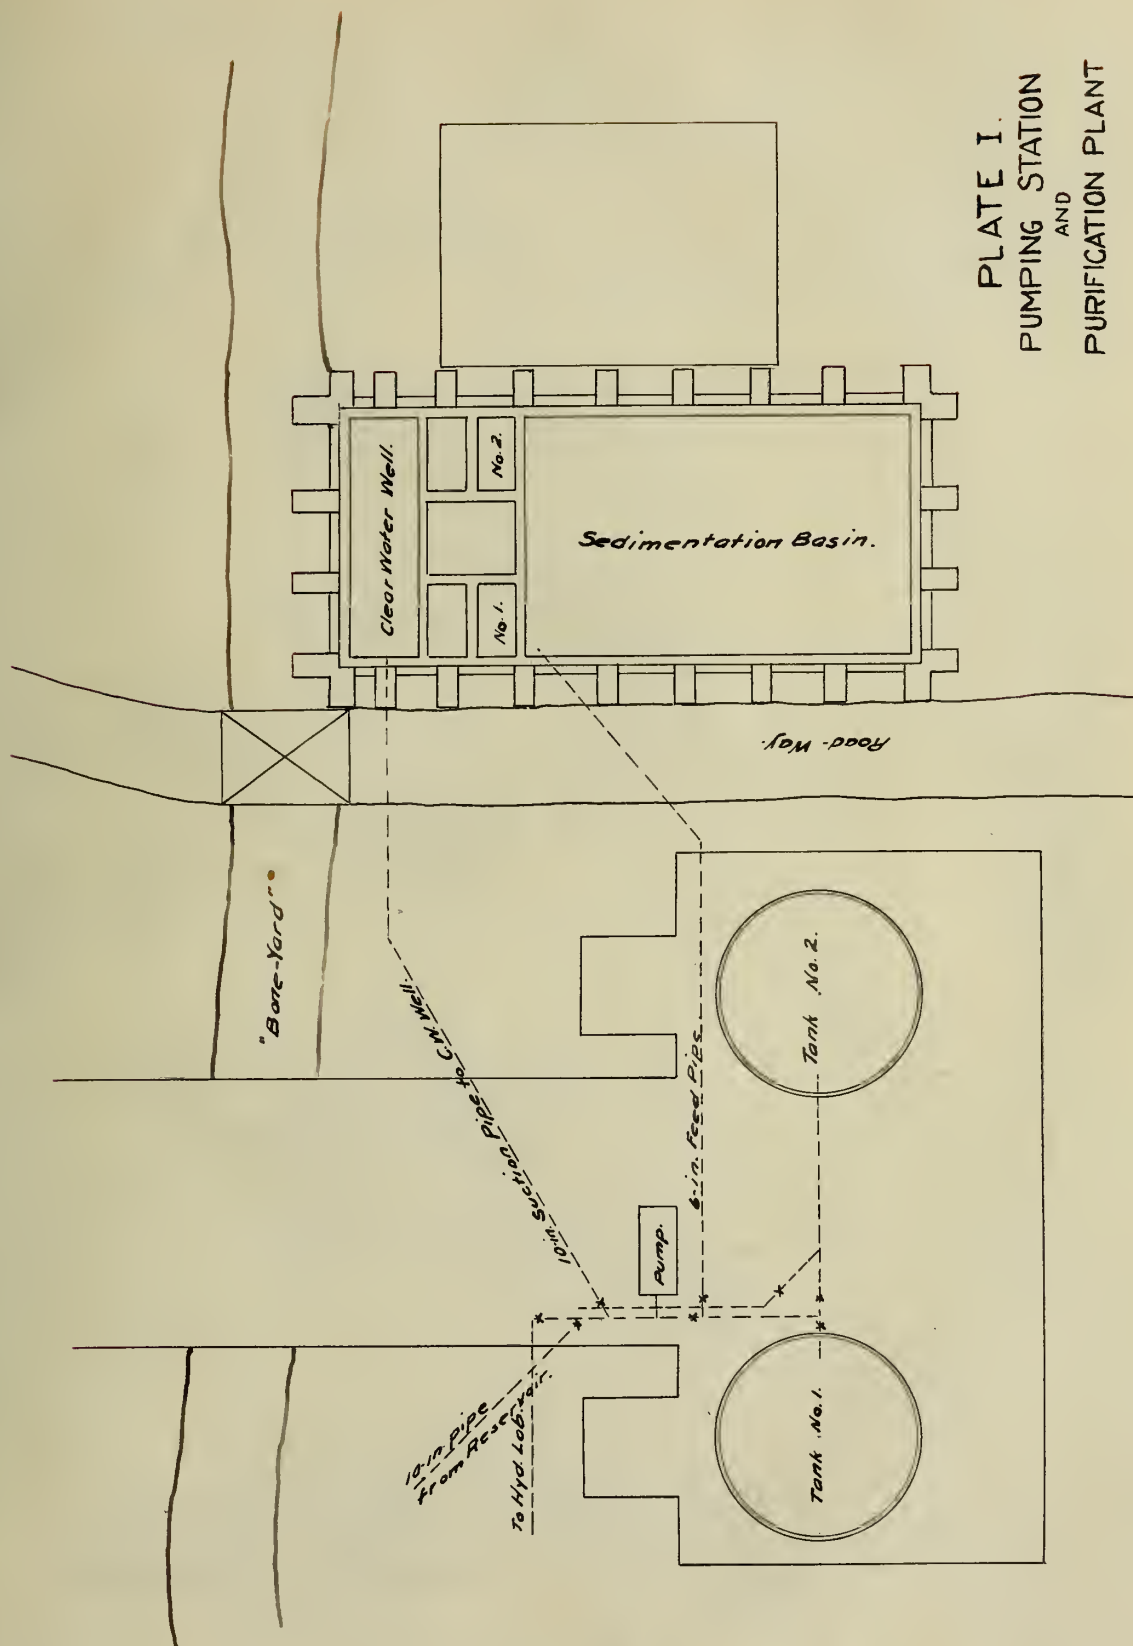 PLATE I.
PUMPING STATION
AND
PURIFICATION PLANT
Clear Water Well.
No. 2.
No. 1.
Sedimentation Basin.
Road-Way.
"Bone-Yard"
10-in. Suction Pipe to C.W. Well.
6-in. Feed Pipe
Pump.
Tank No. 2.
Tank No. 1.
10-in. pipe
from Reservoir.
To Hyd. Lab.